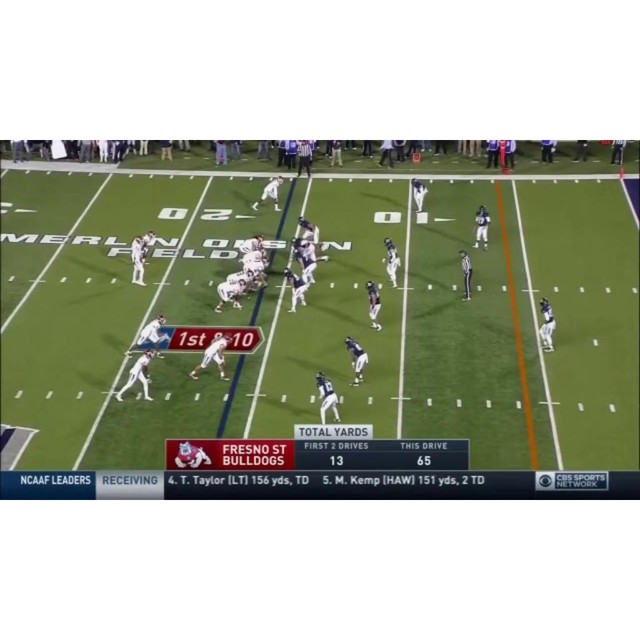 20
10
MERLIN OLSEN
FIELD
1st & 10
TOTAL YARDS
FRESNO ST
BULLDOGS
FIRST 2 DRIVES
THIS DRIVE
13
65
NCAAF LEADERS
RECEIVING
4. T. Taylor (LT) 156 yds, TD
5. M. Kemp (HAW) 151 yds, 2 TD
CBS SPORTS
NETWORK